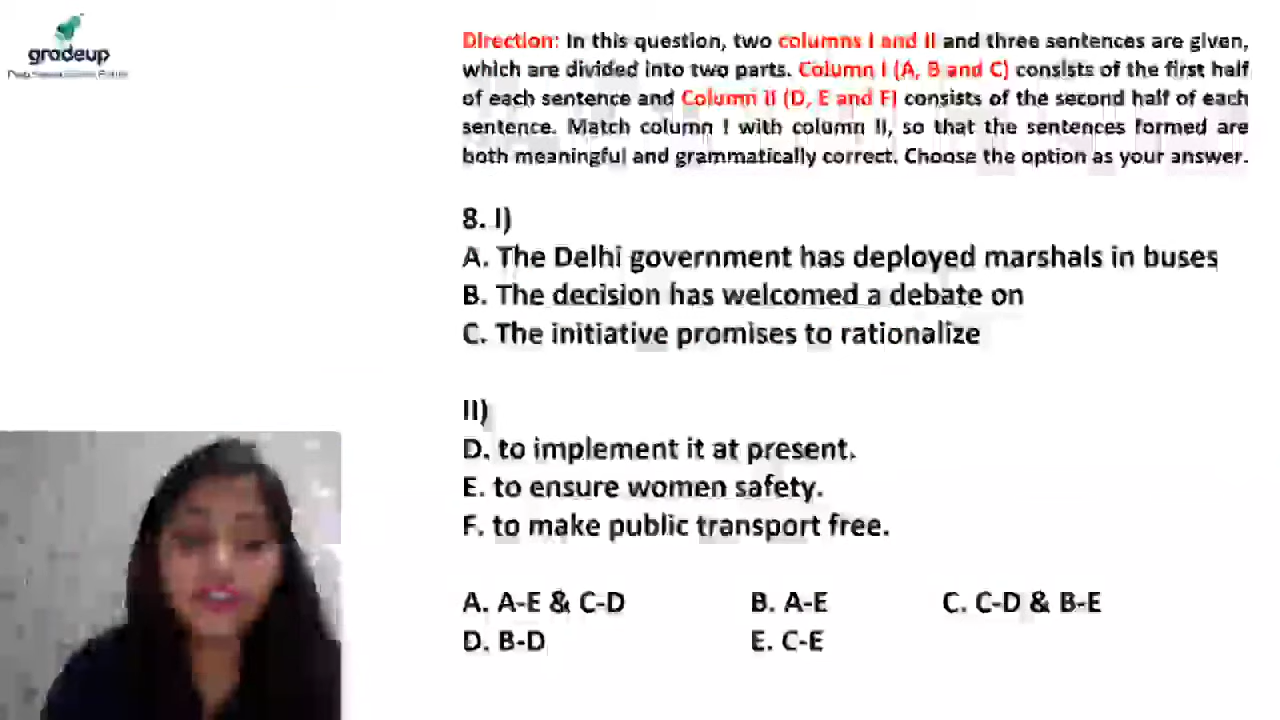 gradeup
Direction: In this question, two columns I and II and three sentences are given,
which are divided into two parts. Column I (A, B and C) consists of the first half
of each sentence and Column II (D, E and F) consists of the second half of each
sentence. Match column I with column II, so that the sentences formed are
both meaningful and grammatically correct. Choose the option as your answer.
8. I)
A. The Delhi government has deployed marshals in buses
B. The decision has welcomed a debate on
C. The initiative promises to rationalize
II)
D. to implement it at present.
E. to ensure women safety.
F. to make public transport free.
A. A-E & C-D B. A-E C. C-D & B-E
D. B-D E. C-E